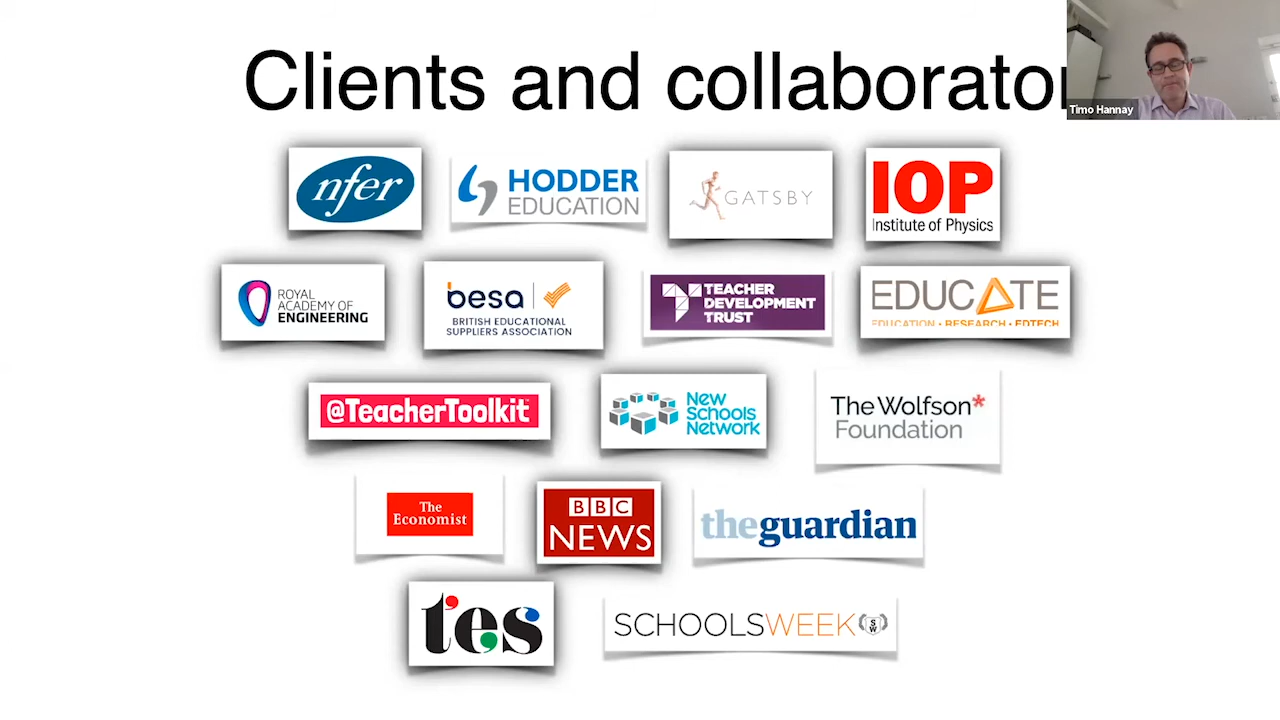 Clients and collaborator
Timo Hannay
nfer
HODDER
EDUCATION
GATSBY
IOP
Institute of Physics
ROYAL
ACADEMY OF
ENGINEERING
besa
BRITISH EDUCATIONAL
SUPPLIERS ASSOCIATION
TEACHER
DEVELOPMENT
TRUST
EDUCATE
EDUCATION • RESEARCH • EDTECH
@TeacherToolkit™
New
Schools
Network
The Wolfson*
Foundation
The
Economist
BBC
NEWS
theguardian
tes
SCHOOLSWEEK
SW